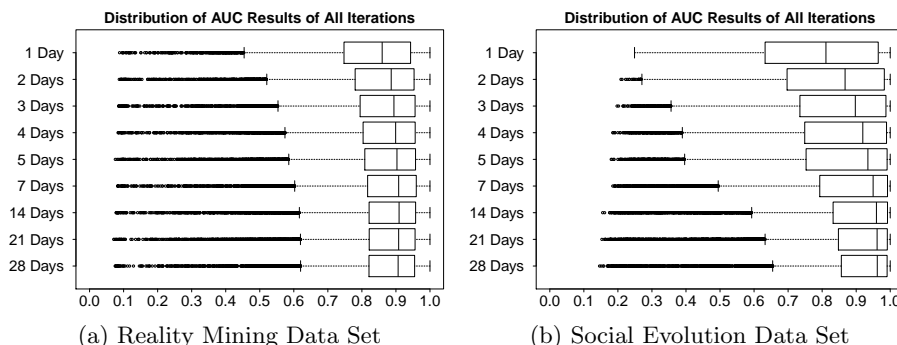 Distribution of AUC Results of All Iterations
1 Day
2 Days
3 Days
4 Days
5 Days
7 Days
14 Days
21 Days
28 Days
0.0 0.1 0.2 0.3 0.4 0.5 0.6 0.7 0.8 0.9 1.0
(a) Reality Mining Data Set
Distribution of AUC Results of All Iterations
1 Day
2 Days
3 Days
4 Days
5 Days
7 Days
14 Days
21 Days
28 Days
0.0 0.1 0.2 0.3 0.4 0.5 0.6 0.7 0.8 0.9 1.0
(b) Social Evolution Data Set